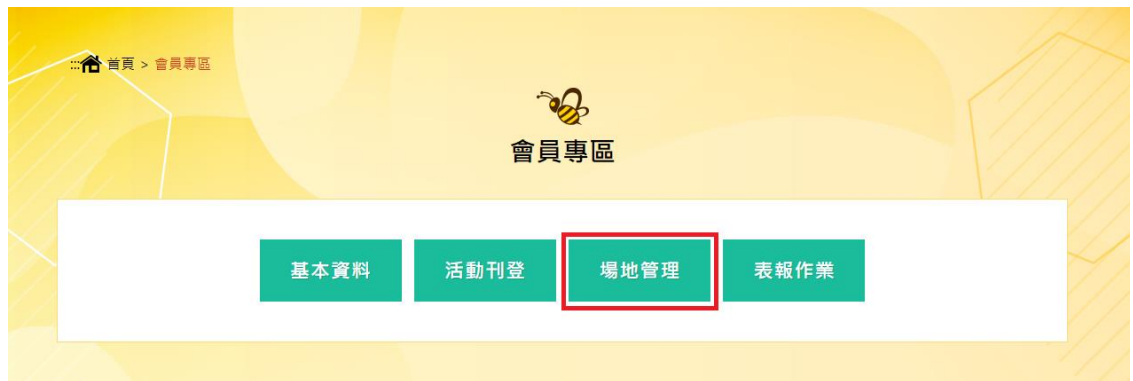 :::首頁 > 會員專區
會員專區
基本資料 活動刊登 場地管理 表報作業